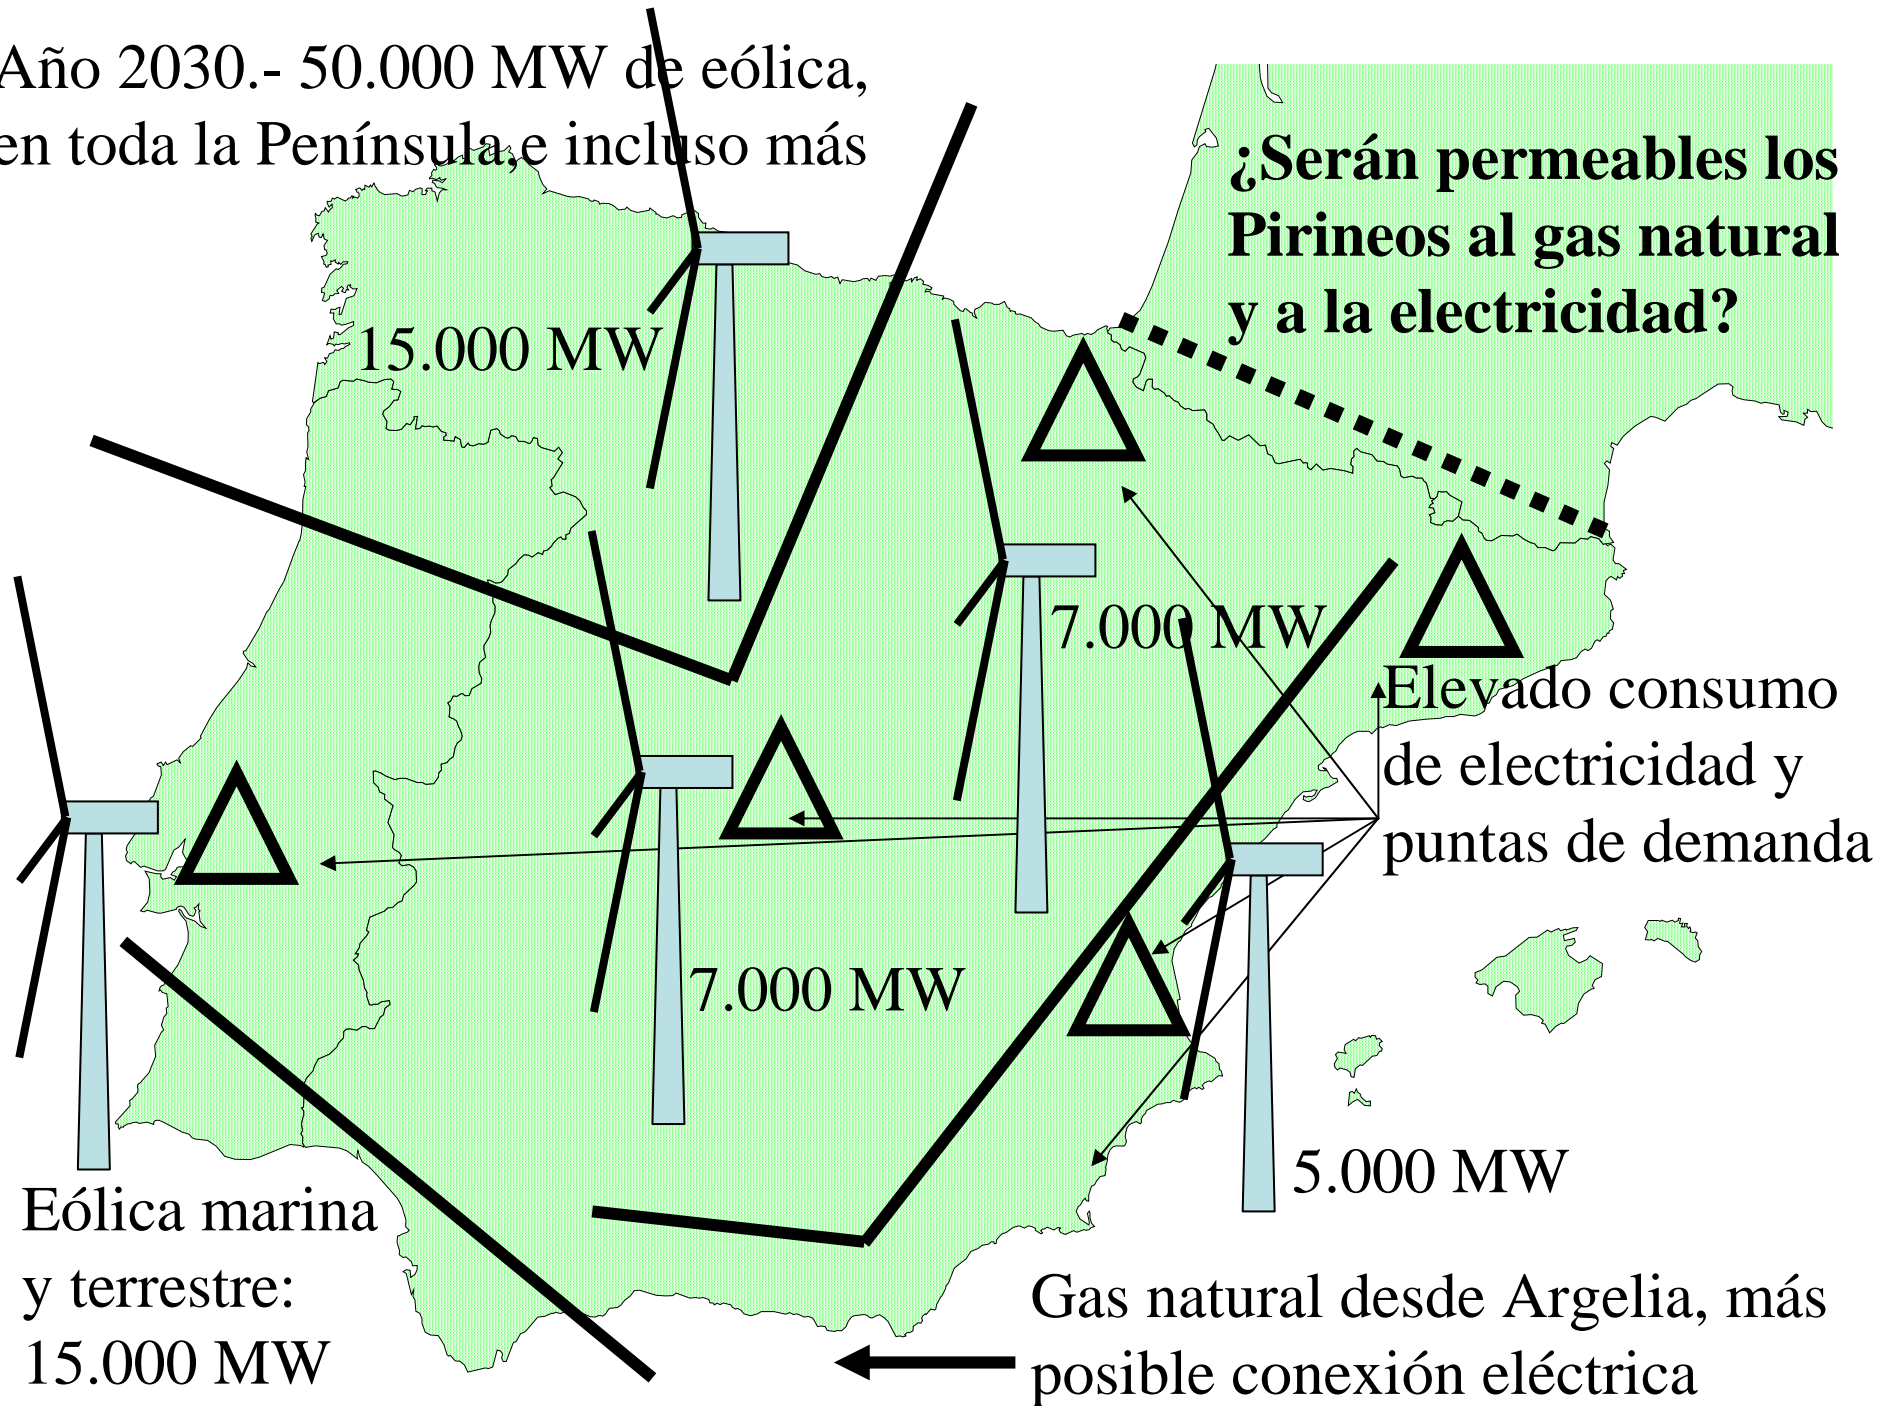 Año 2030.- 50.000 MW de eólica,
en toda la Península,e incluso más
¿Serán permeables los
Pirineos al gas natural
y a la electricidad?
15.000 MW
7.000 MW
Elevado consumo
de electricidad y
puntas de demanda
7.000 MW
5.000 MW
Eólica marina
y terrestre:
15.000 MW
Gas natural desde Argelia, más
posible conexión eléctrica